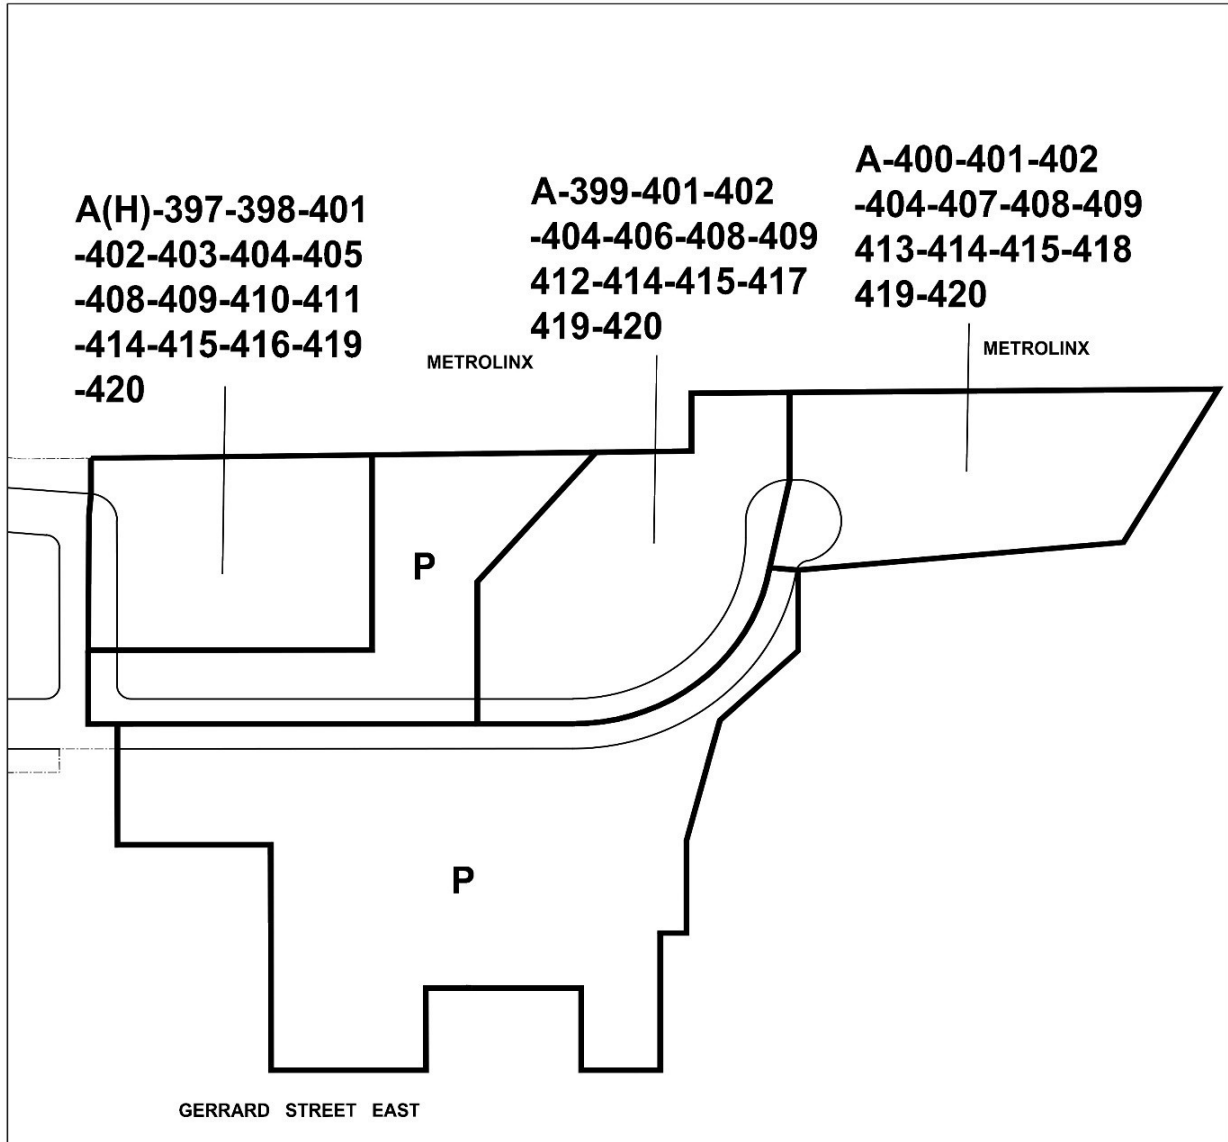 A(H)-397-398-401
-402-403-404-405
-408-409-410-411
-414-415-416-419
-420
A-399-401-402
-404-406-408-409
412-414-415-417
419-420
A-400-401-402
-404-407-408-409
413-414-415-418
419-420
METROLINX
METROLINX
P
P
GERRARD STREET EAST